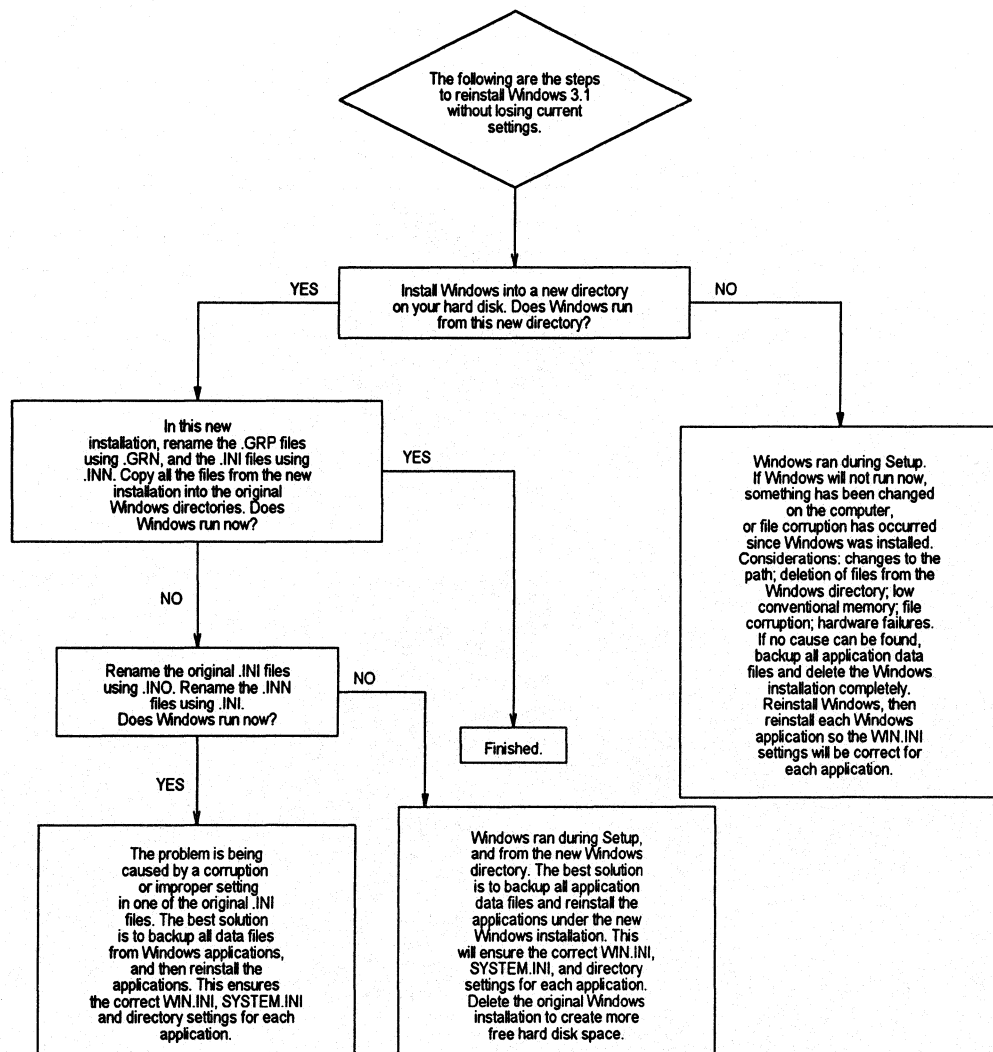 The following are the steps
to reinstall Windows 3.1
without losing current
settings.
YES
Install Windows into a new directory
on your hard disk. Does Windows run
from this new directory?
NO
In this new
installation, rename the .GRP files
using .GRN, and the .INI files using
.INN. Copy all the files from the new
installation into the original
Windows directories. Does
Windows run now?
YES
Windows ran during Setup.
If Windows will not run now,
something has been changed
on the computer,
or file corruption has occurred
since Windows was installed.
Considerations: changes to the
path; deletion of files from the
Windows directory; low
conventional memory; file
corruption; hardware failures.
If no cause can be found,
backup all application data
files and delete the Windows
installation completely.
Reinstall Windows, then
reinstall each Windows
application so the WIN.INI
settings will be correct for
each application.
NO
Rename the original .INI files
using .INO. Rename the .INN
files using .INI.
Does Windows run now?
NO
Finished.
YES
The problem is being
caused by a corruption
or improper setting
in one of the original .INI
files. The best solution
is to backup all data files
from Windows applications,
and then reinstall the
applications. This ensures
the correct WIN.INI, SYSTEM.INI
and directory settings for each
application.
Windows ran during Setup,
and from the new Windows
directory. The best solution
is to backup all application
data files and reinstall the
applications under the new
Windows installation. This
will ensure the correct WIN.INI,
SYSTEM.INI, and directory
settings for each application.
Delete the original Windows
installation to create more
free hard disk space.